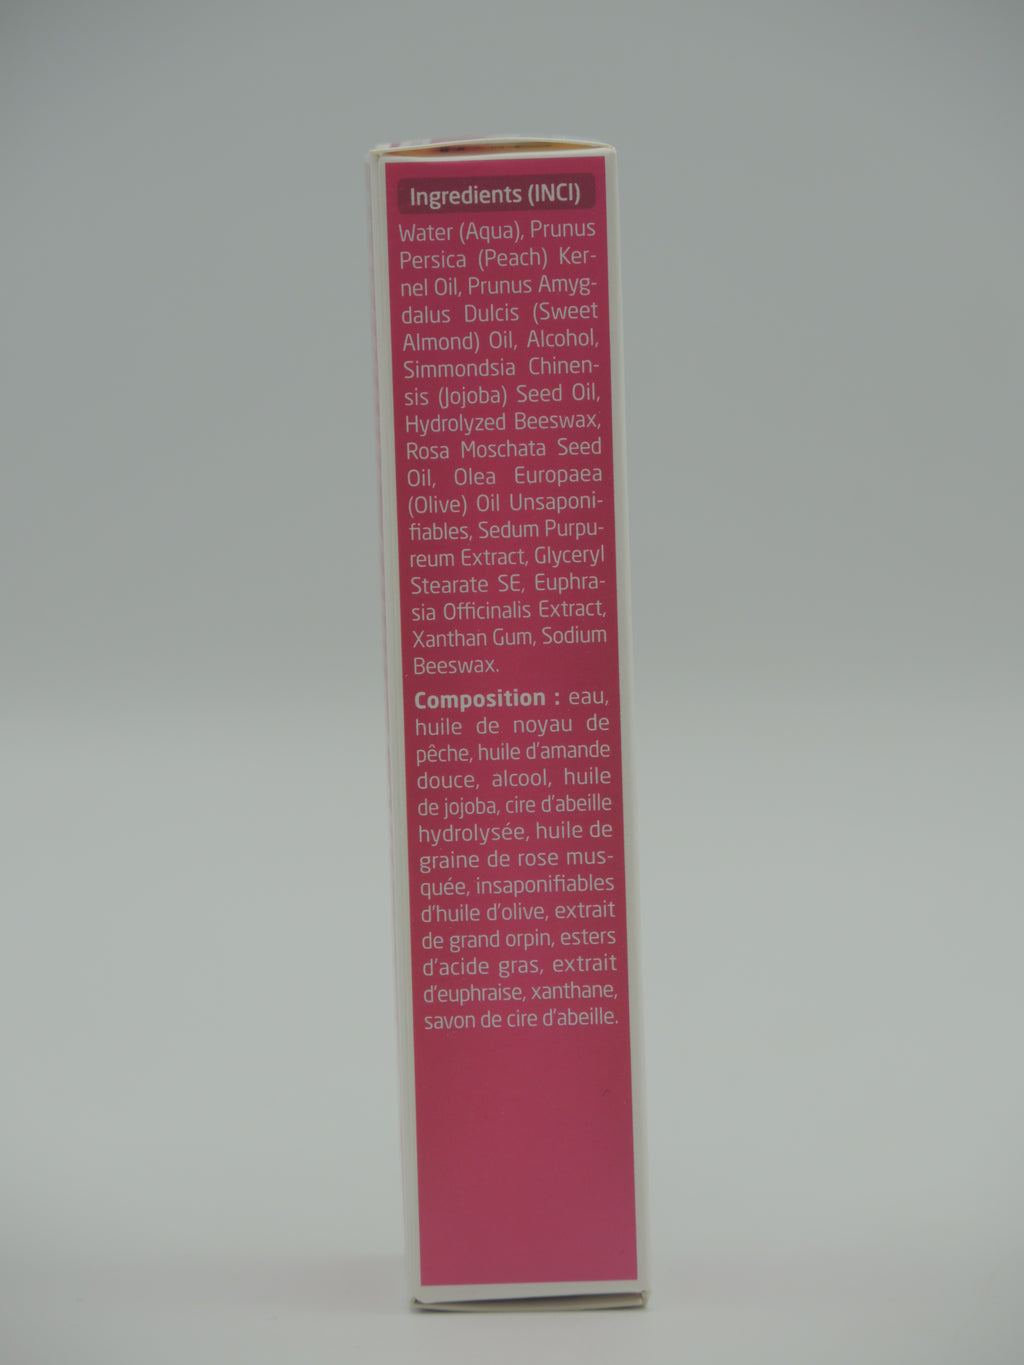 Ingredients (INCI)
Water (Aqua), Prunus
Persica (Peach) Ker-
nel Oil, Prunus Amyg-
dalus Dulcis (Sweet
Almond) Oil, Alcohol,
Simmondsia Chinen-
sis (Jojoba) Seed Oil,
Hydrolyzed Beeswax,
Rosa Moschata Seed
Oil, Olea Europaea
(Olive) Oil Unsaponi-
fiables, Sedum Purpu-
reum Extract, Glyceryl
Stearate SE, Euphra-
sia Officinalis Extract,
Xanthan Gum, Sodium
Beeswax.
Composition : eau,
huile de noyau de
pêche, huile d'amande
douce, alcool, huile
de jojoba, cire d'abeille
hydrolysée, huile de
graine de rose mus-
quée, insaponifiables
d'huile d'olive, extrait
de grand orpin, esters
d'acide gras, extrait
d'euphraise, xanthane,
savon de cire d'abeille.